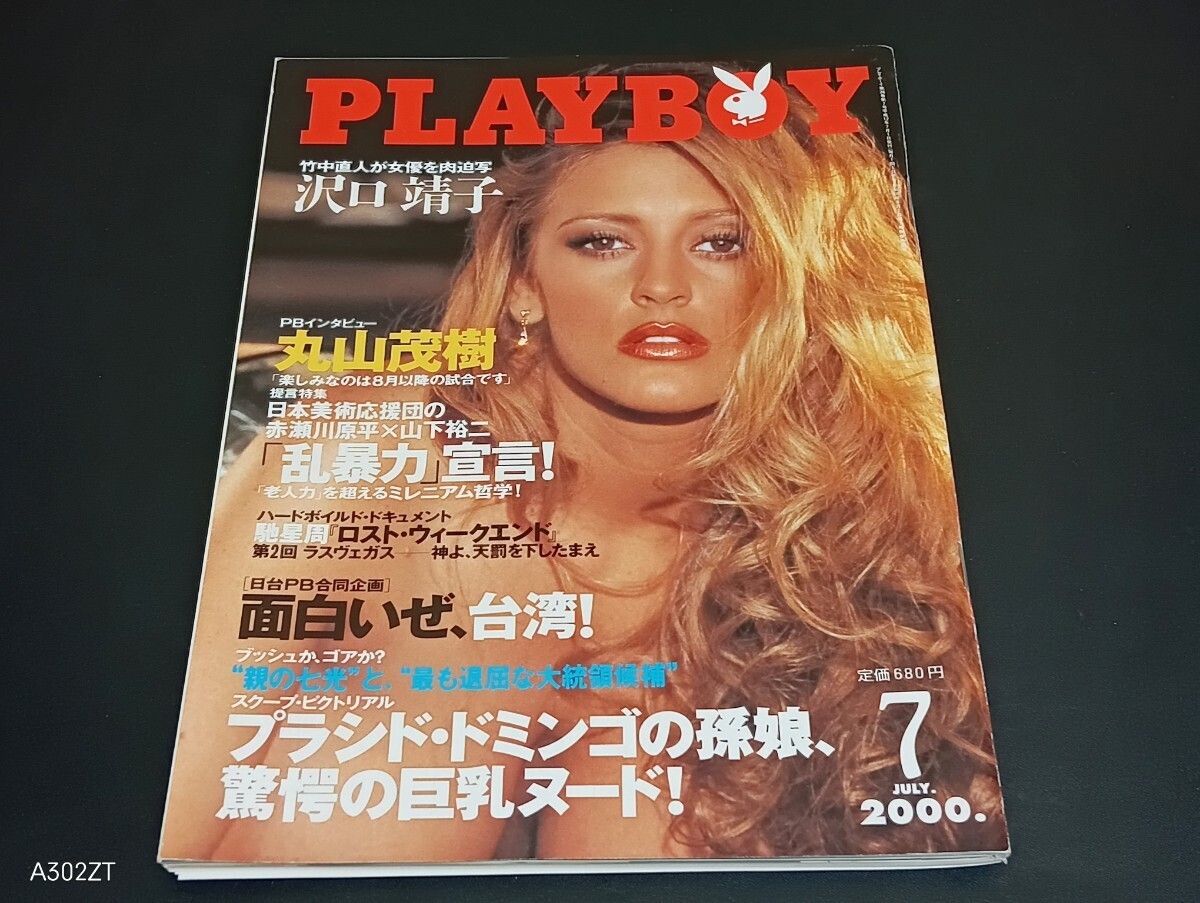 PLAYBOY
竹中直人が女優を肉迫写
沢口 靖子
PBインタビュー
丸山茂樹
「楽しみなのは8月以降の試合です」
提言特集
日本美術応援団の
赤瀬川原平×山下裕二
「乱暴力」宣言!
「老人力」を超えるミレニアム哲学!
ハードボイルド・ドキュメント
馳星周『ロスト・ウィークエンド』
第2回 ラスヴェガス――神よ、天罰を下したまえ
[日台PB合同企画]
面白いぜ、台湾!
ブッシュか、ゴアか?
“親の七光”と、“最も退屈な大統領候補”
スクープ・ピクトリアル
プラシド・ドミンゴの孫娘、
驚愕の巨乳ヌード!
定価680円
7
JULY.
2000.
A302ZT